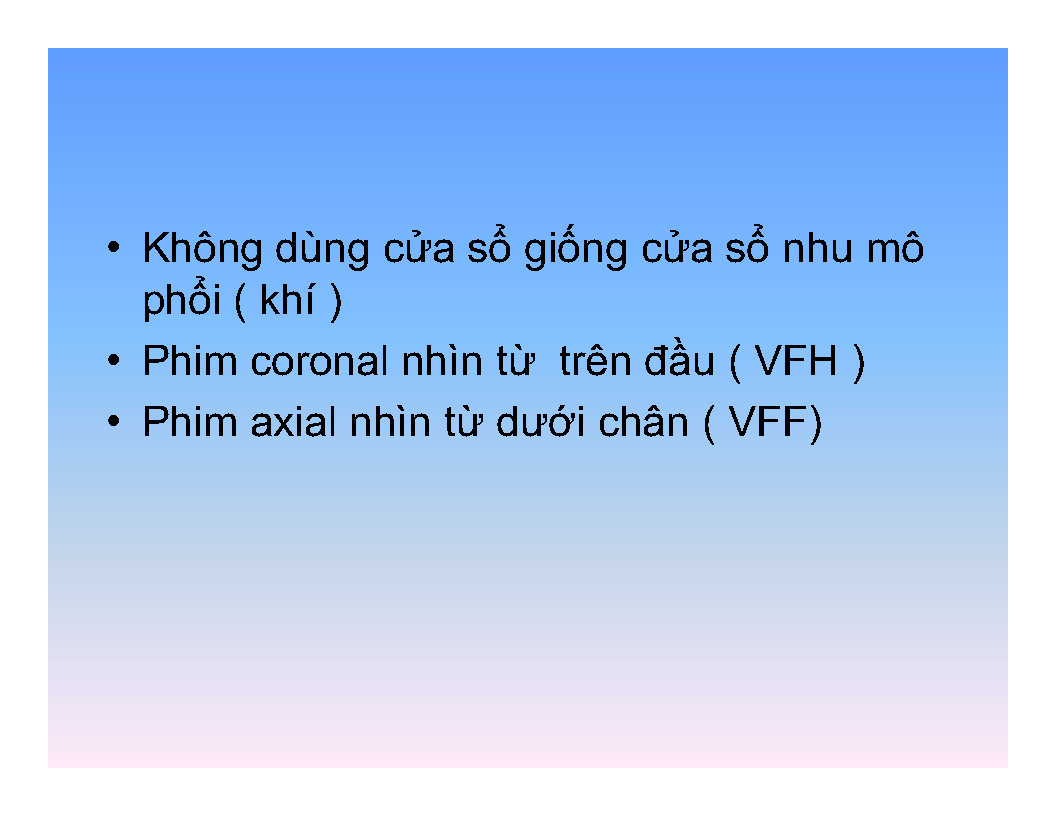 • Không dùng cửa sổ giống cửa sổ nhu mô
phổi ( khí )
• Phim coronal nhìn từ  trên đầu ( VFH )
• Phim axial nhìn từ dưới chân ( VFF)